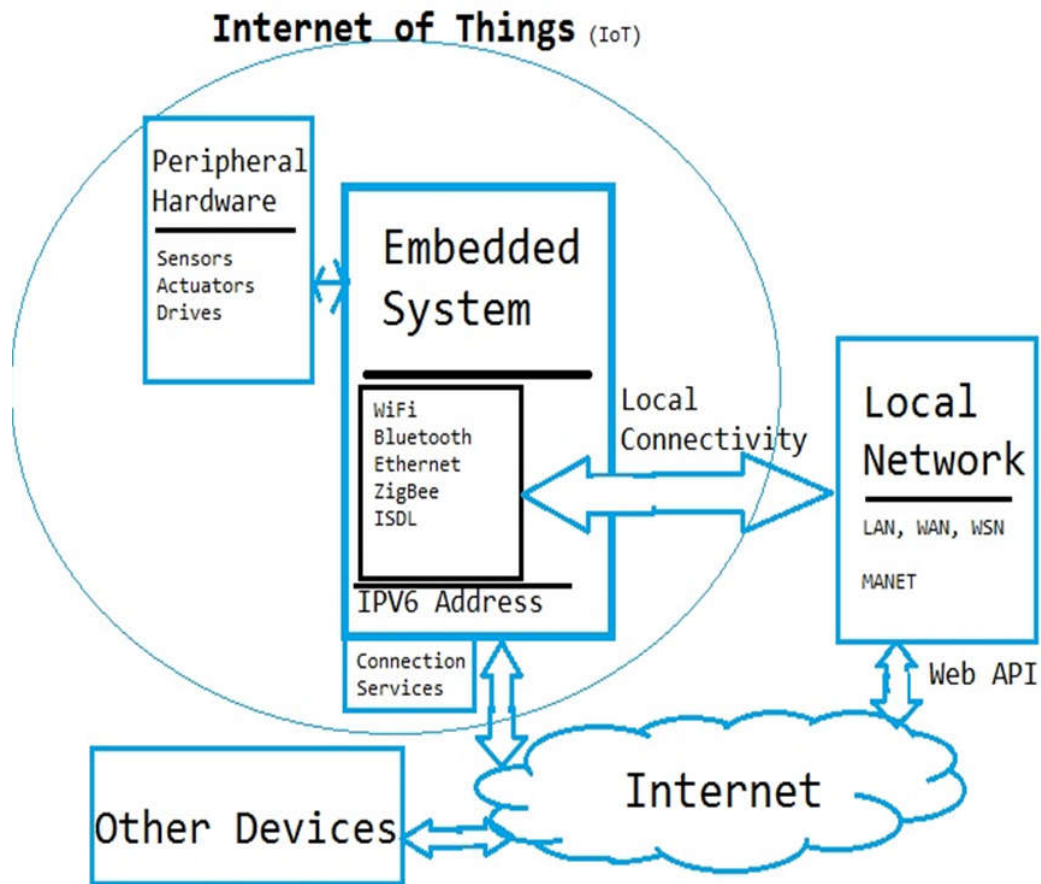 Internet of Things (IoT)
Peripheral
Hardware
Sensors
Actuators
Drives
Embedded
System
WiFi
Bluetooth
Ethernet
ZigBee
ISDL
IPV6 Address
Connection
Services
Local
Connectivity
Local
Network
LAN, WAN, WSN
MANET
Web API
Internet
Other Devices